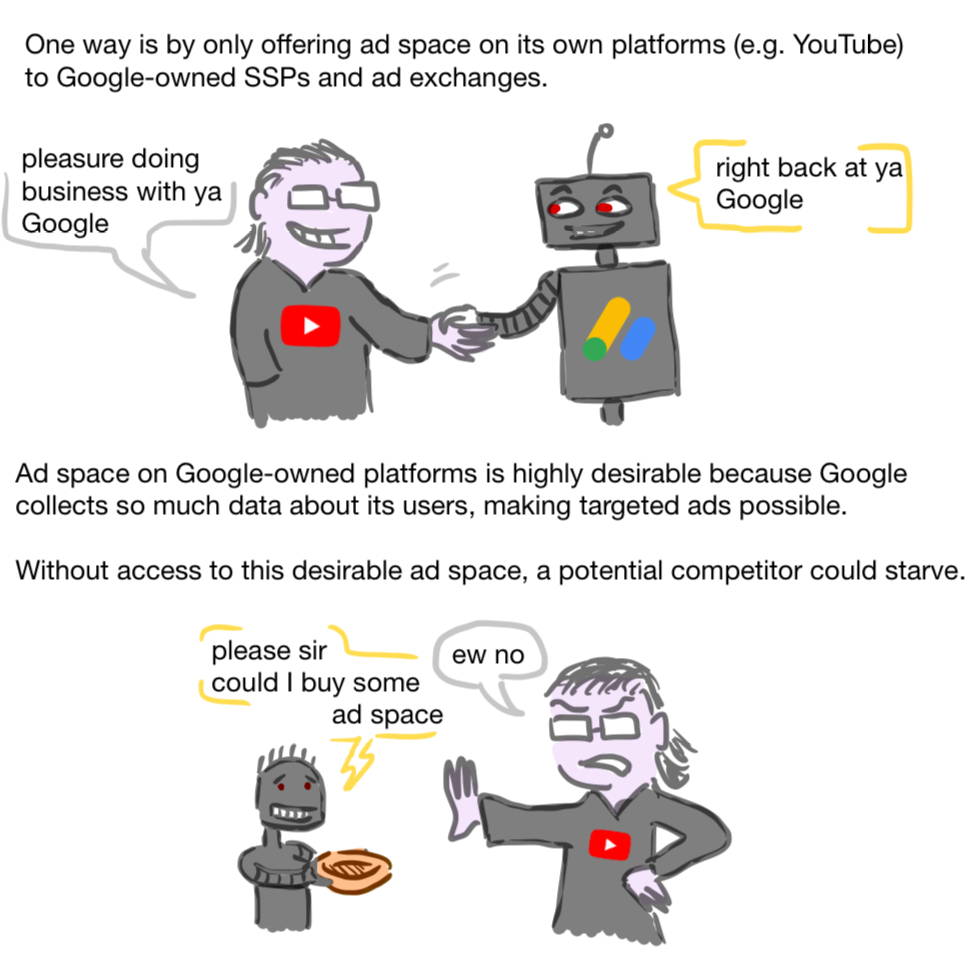 One way is by only offering ad space on its own platforms (e.g. YouTube)
to Google-owned SSPs and ad exchanges.
pleasure doing
business with ya
Google
right back at ya
Google
Ad space on Google-owned platforms is highly desirable because Google
collects so much data about its users, making targeted ads possible.
Without access to this desirable ad space, a potential competitor could starve.
please sir
could I buy some
ad space
ew no